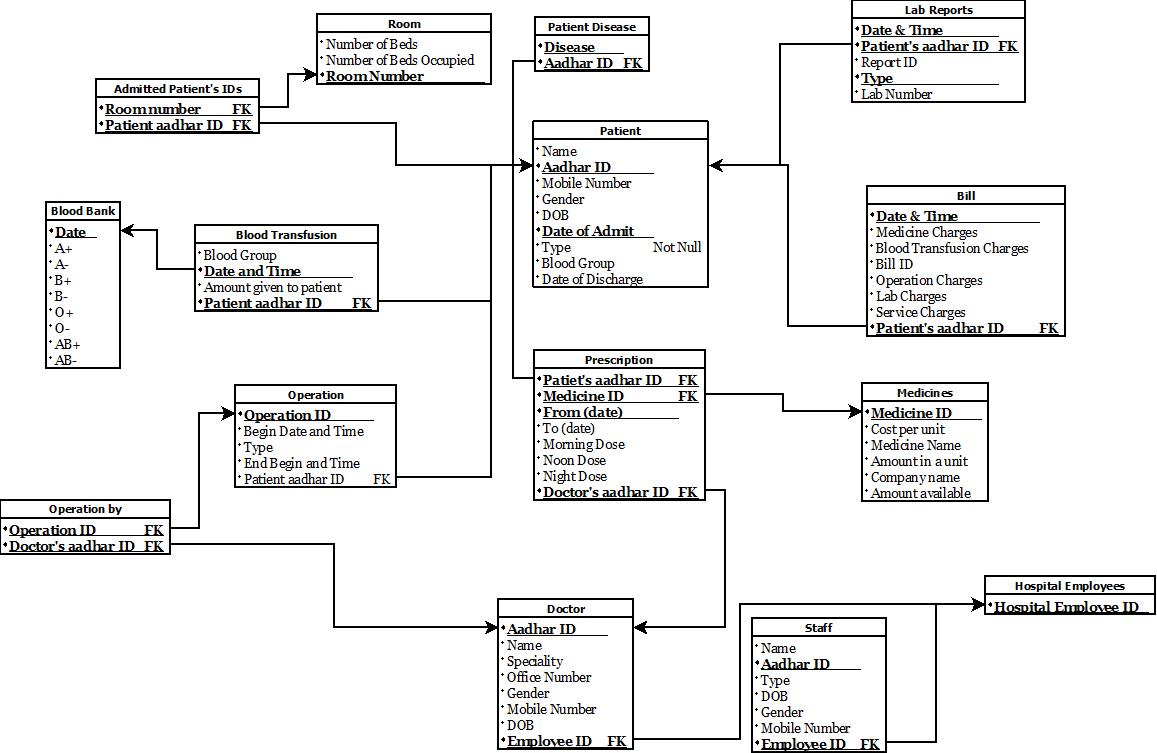 Room
Number of Beds
Number of Beds Occupied
Room Number
Patient Disease
Disease
Aadhar ID FK
Lab Reports
Date & Time
Patient's aadhar ID FK
Report ID
Type
Lab Number
Admitted Patient's IDs
Room number FK
Patient aadhar ID FK
Patient
Name
Aadhar ID
Mobile Number
Gender
DOB
Date of Admit
Type Not Null
Blood Group
Date of Discharge
Bill
Date & Time
Medicine Charges
Blood Transfusion Charges
Bill ID
Operation Charges
Lab Charges
Service Charges
Patient's aadhar ID FK
Blood Bank
Date
A+
A-
B+
B-
O+
O-
AB+
AB-
Blood Transfusion
Blood Group
Date and Time
Amount given to patient
Patient aadhar ID FK
Prescription
Patiet's aadhar ID FK
Medicine ID FK
From (date)
To (date)
Morning Dose
Noon Dose
Night Dose
Doctor's aadhar ID FK
Medicines
Medicine ID
Cost per unit
Medicine Name
Amount in a unit
Company name
Amount available
Operation
Operation ID
Begin Date and Time
Type
End Begin and Time
Patient aadhar ID FK
Operation by
Operation ID FK
Doctor's aadhar ID FK
Doctor
Aadhar ID
Name
Speciality
Office Number
Gender
Mobile Number
DOB
Employee ID FK
Staff
Name
Aadhar ID
Type
DOB
Gender
Mobile Number
Employee ID FK
Hospital Employees
Hospital Employee ID